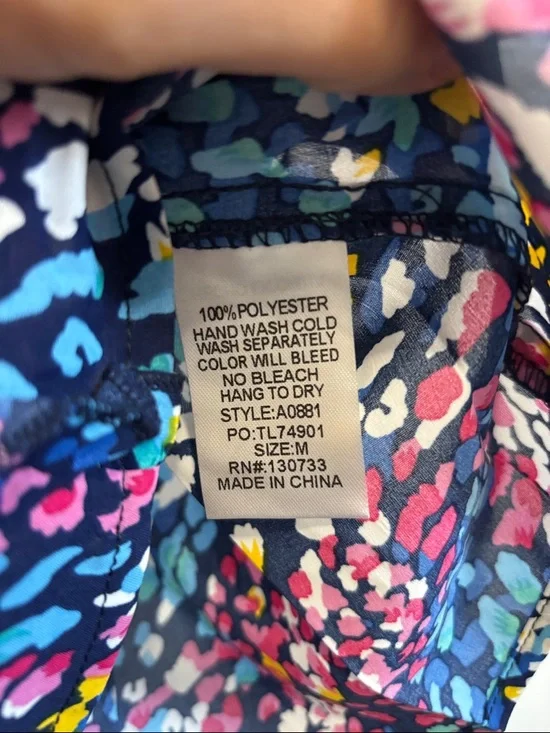 100%POLYESTER
HAND WASH COLD
WASH SEPARATELY
COLOR WILL BLEED
NO BLEACH
HANG TO DRY
STYLE:A0881
PO:TL74901
SIZE:M
RN#:130733
MADE IN CHINA